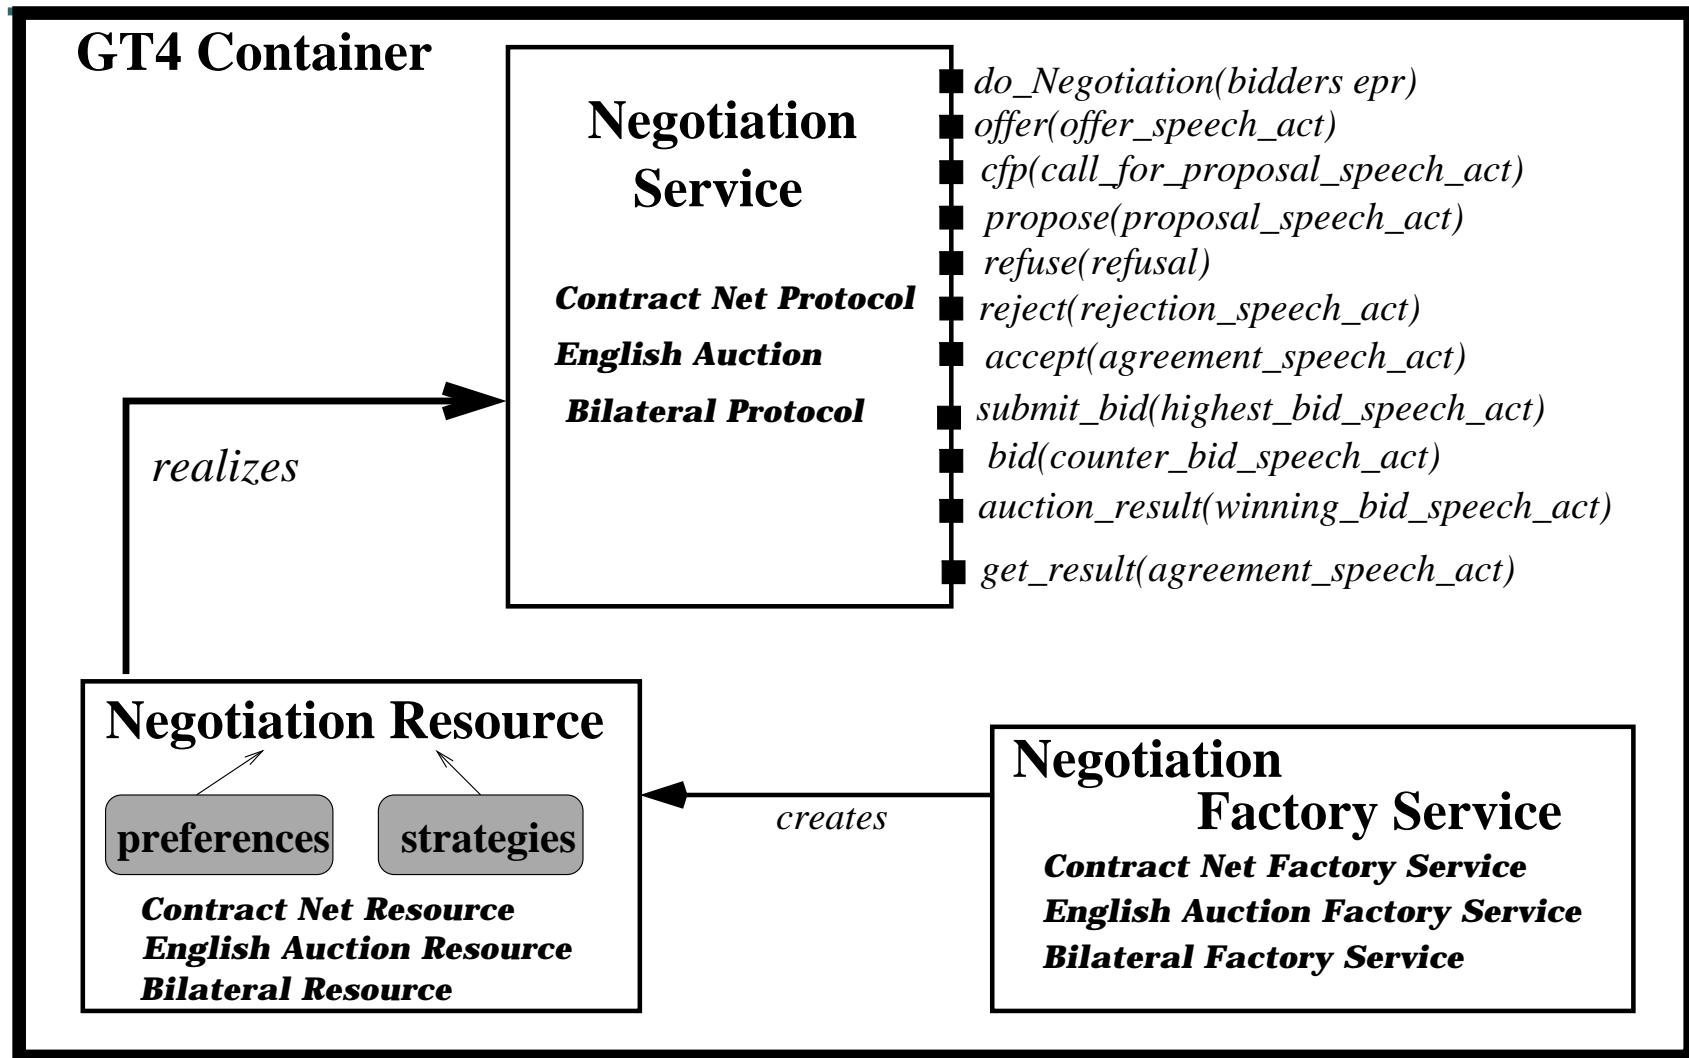 GT4 Container
Negotiation
Service
Contract Net Protocol
English Auction
Bilateral Protocol
do_Negotiation(bidders epr)
offer(offer_speech_act)
cfp(call_for_proposal_speech_act)
propose(proposal_speech_act)
refuse(refusal)
reject(rejection_speech_act)
accept(agreement_speech_act)
submit_bid(highest_bid_speech_act)
bid(counter_bid_speech_act)
auction_result(winning_bid_speech_act)
get_result(agreement_speech_act)
realizes
Negotiation Resource
preferences
strategies
Contract Net Resource
English Auction Resource
Bilateral Resource
creates
Negotiation
Factory Service
Contract Net Factory Service
English Auction Factory Service
Bilateral Factory Service